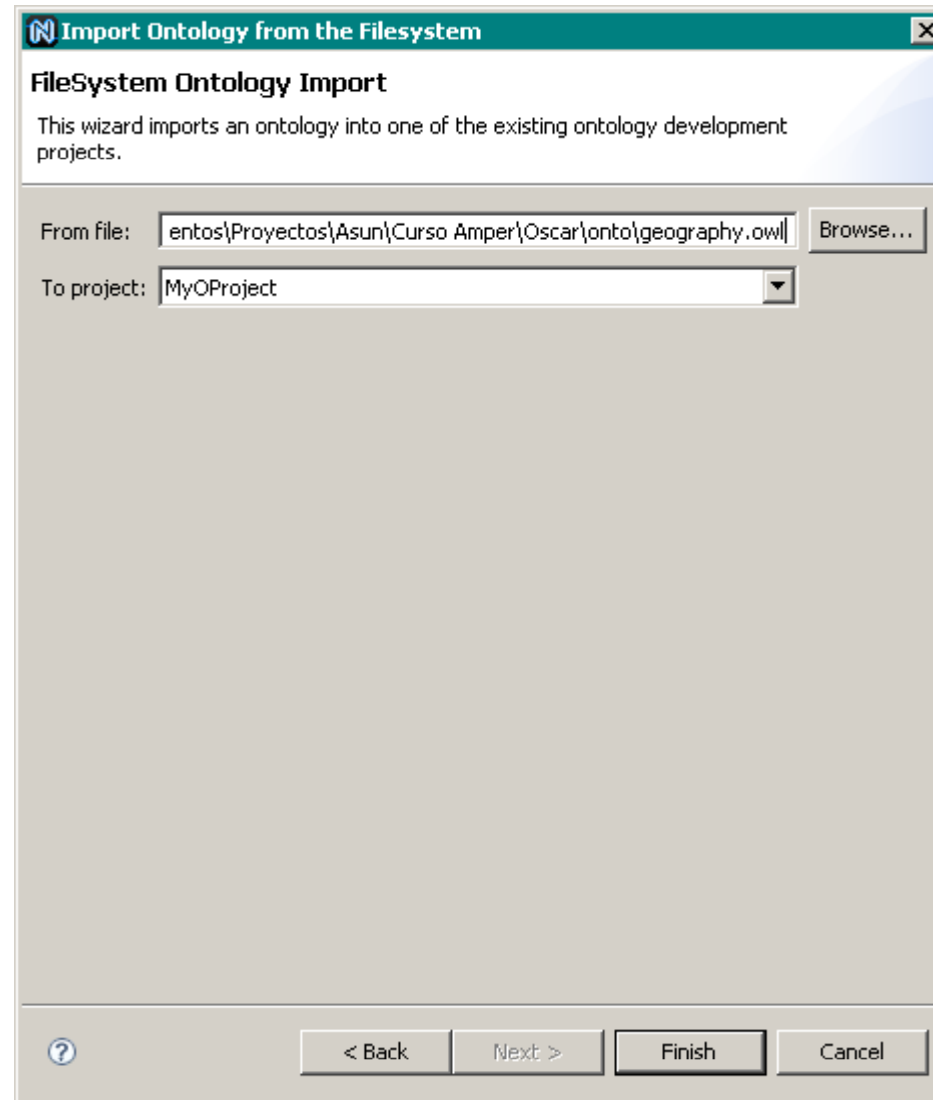 Import Ontology from the Filesystem
FileSystem Ontology Import
This wizard imports an ontology into one of the existing ontology development
projects.
From file: entos\Proyectos\Asun\Curso Amper\Oscar\onto\geography.owl Browse...
To project: MyOProject
? < Back Next > Finish Cancel